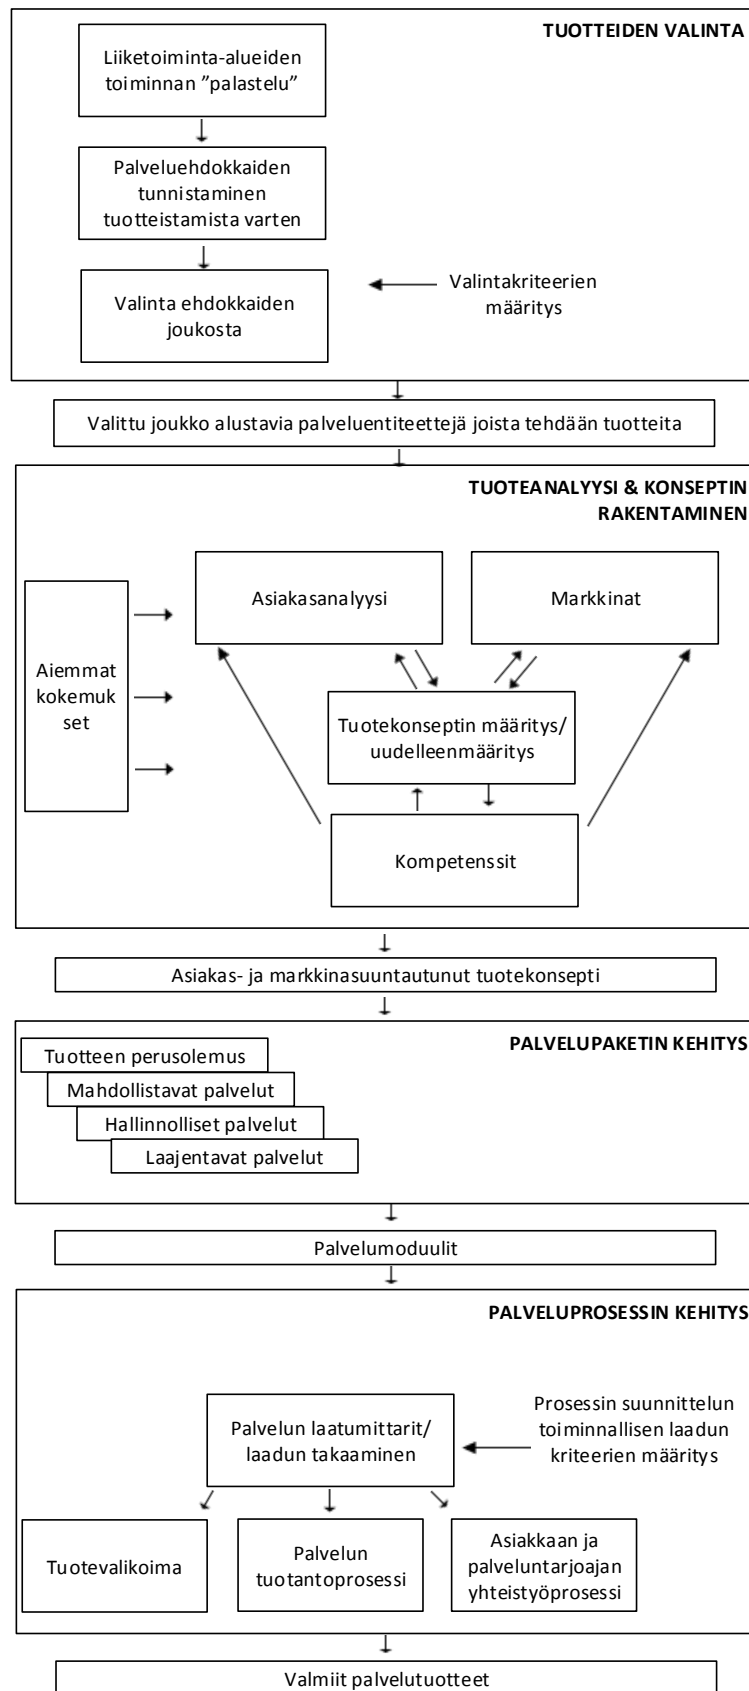 TUOTTEIDEN VALINTA
Liiketoiminta-alueiden
toiminnan ”palastelu”
Palveluehdokkaiden
tunnistaminen
tuotteistamista varten
Valinta ehdokkaiden
joukosta
Valintakriteerien
määritys
Valittu joukko alustavia palveluentiteettejä joista tehdään tuotteita
TUOTEANALYYSI & KONSEPTIN
RAKENTAMINEN
Asiakasanalyysi
Markkinat
Aiemmat
kokemuk
set
Tuotekonseptin määritys/
uudelleenmääritys
Kompetenssit
Asiakas- ja markkinasuuntautunut tuotekonsepti
PALVELUPAKETIN KEHITYS
Tuotteen perusolemus
Mahdollistavat palvelut
Hallinnolliset palvelut
Laajentavat palvelut
Palvelumoduulit
PALVELUPROSESSIN KEHITYS
Palvelun laatumittarit/
laadun takaaminen
Prosessin suunnittelun
toiminnallisen laadun
kriteerien määritys
Tuotevalikoima
Palvelun
tuotantoprosessi
Asiakkaan ja
palveluntarjoajan
yhteistyöprosessi
Valmiit palvelutuotteet